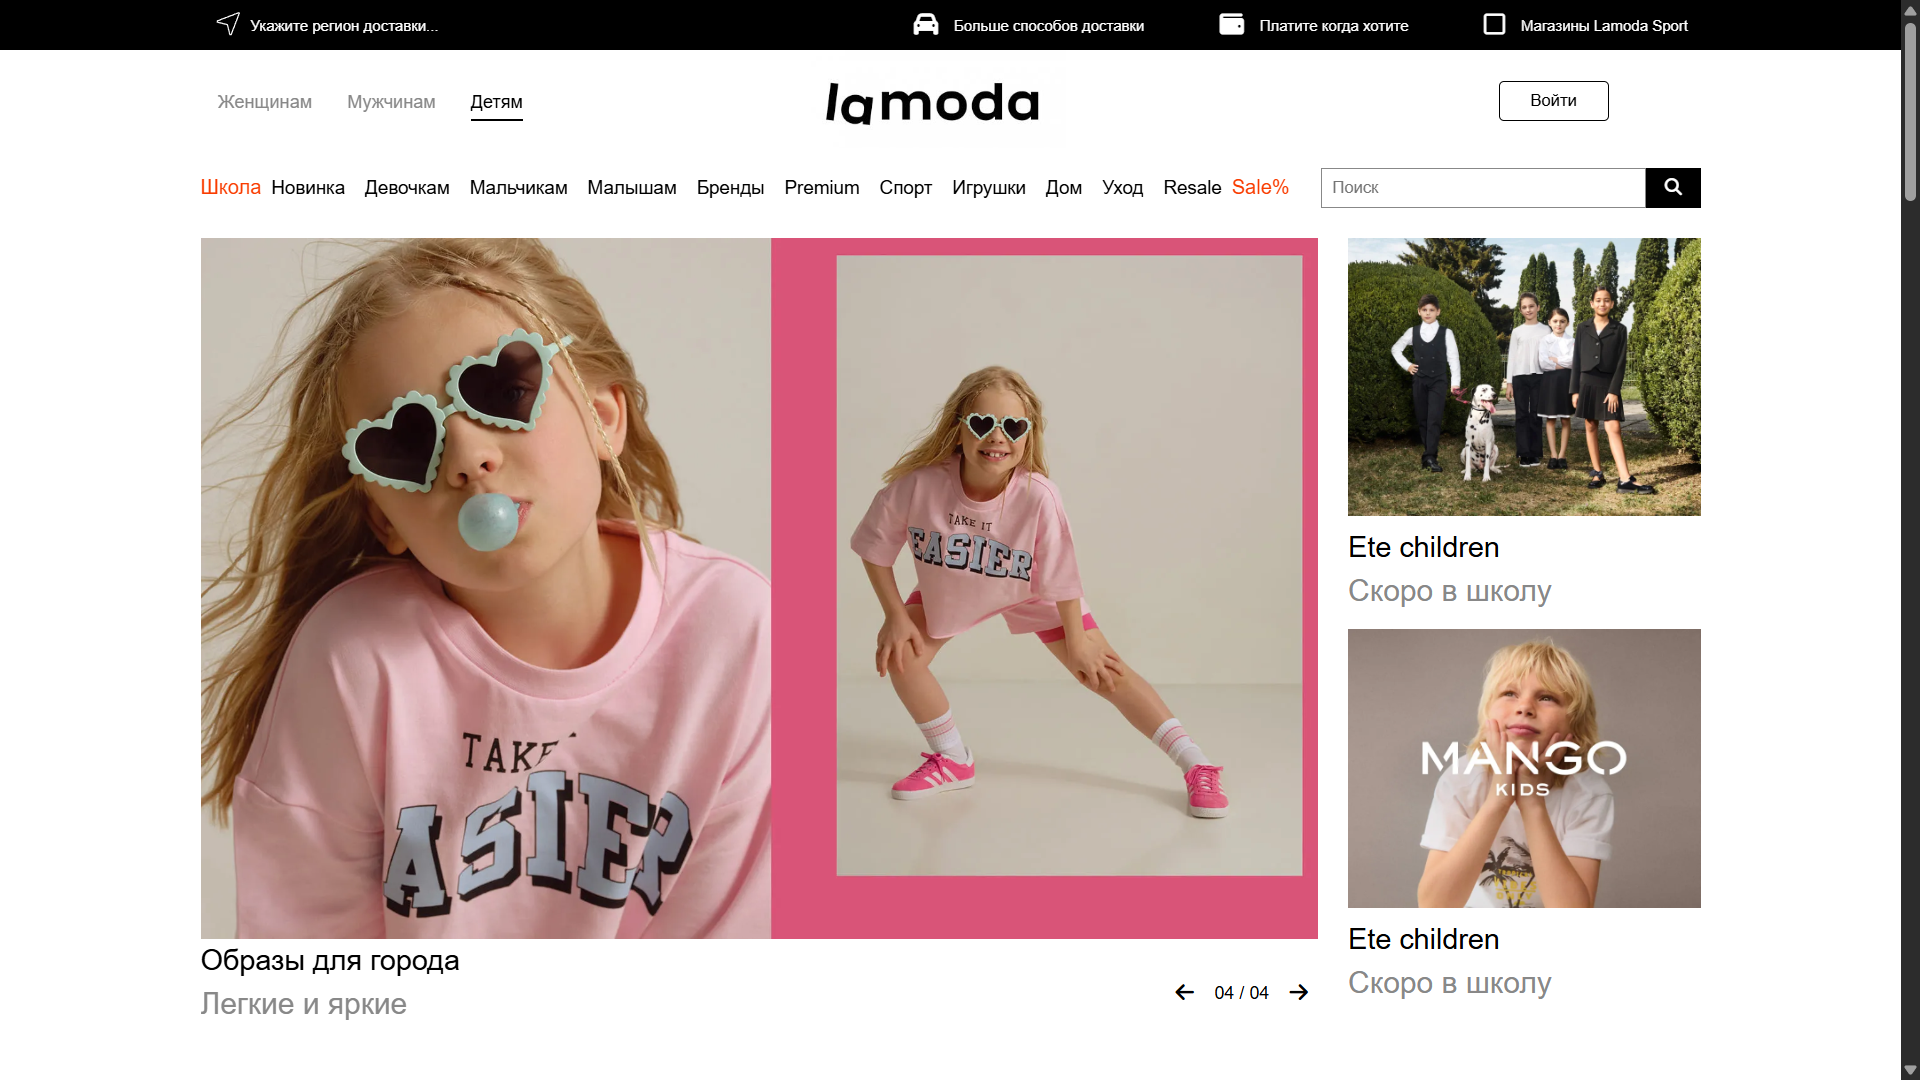 Укажите регион доставки...
Больше способов доставки
Платите когда хотите
Магазины Lamoda Sport
Женщинам
Мужчинам
Детям
lamoda
Войти
Школа Новинка Девочкам Мальчикам Малышам Бренды Premium Спорт Игрушки Дом Уход Resale Sale%
Поиск
TAKE
ASIER
TAKE IT
EASIER
Ete children
Скоро в школу
MANGO
KIDS
Ete children
Скоро в школу
Образы для города
Легкие и яркие
04 / 04